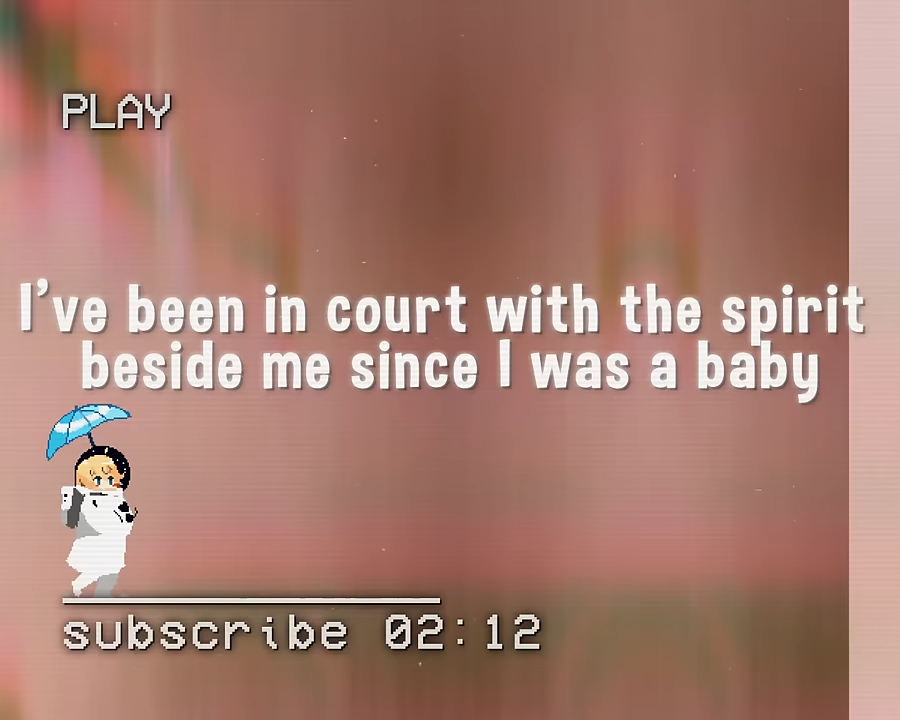 PLAY
I've been in court with the spirit
beside me since I was a baby
subscribe 02:12